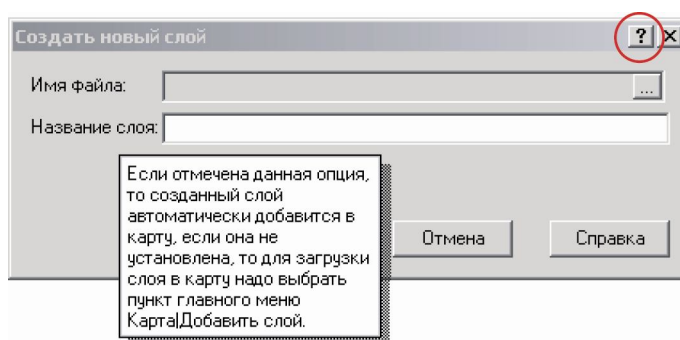 Создать новый слой ? ×
Имя файла: ...
Название слоя:
Если отмечена данная опция,
то созданный слой
автоматически добавится в
карту, если она не
установлена, то для загрузки
слоя в карту надо выбрать
пункт главного меню
Карта|Добавить слой.
Отмена Справка